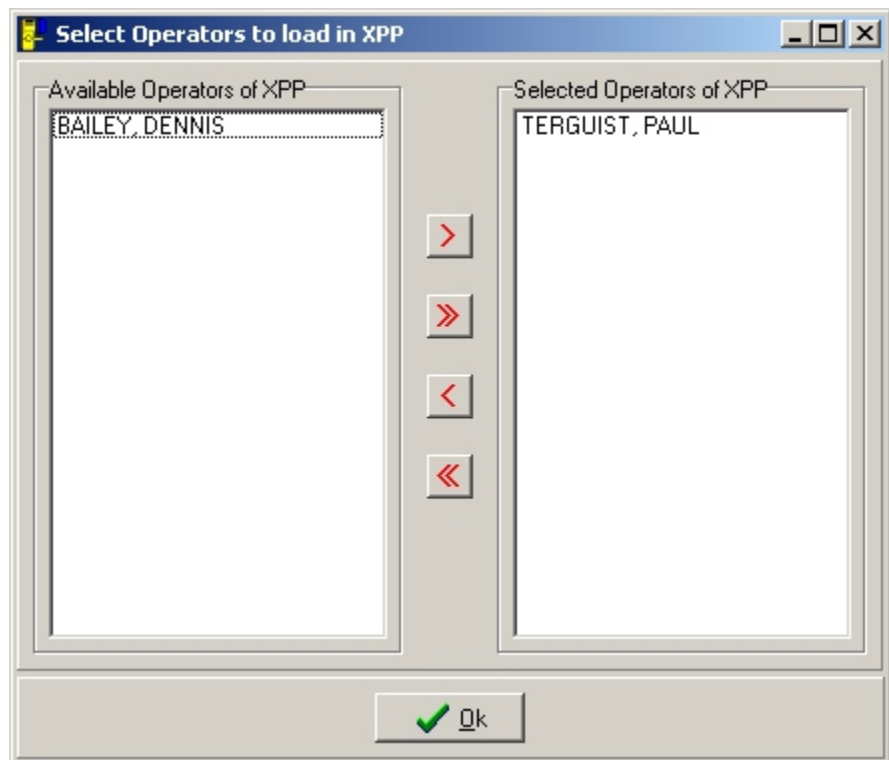 Select Operators to load in XPP
Available Operators of XPP
BAILEY, DENNIS
Selected Operators of XPP
TERGUIST, PAUL
>
>>
<
<<
Ok